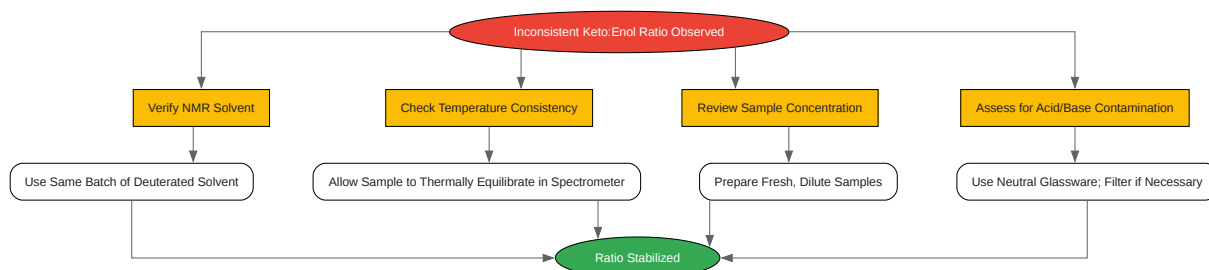 Inconsistent Keto:Enol Ratio Observed
Verify NMR Solvent
Check Temperature Consistency
Review Sample Concentration
Assess for Acid/Base Contamination
Use Same Batch of Deuterated Solvent
Allow Sample to Thermally Equilibrate in Spectrometer
Prepare Fresh, Dilute Samples
Use Neutral Glassware; Filter if Necessary
Ratio Stabilized